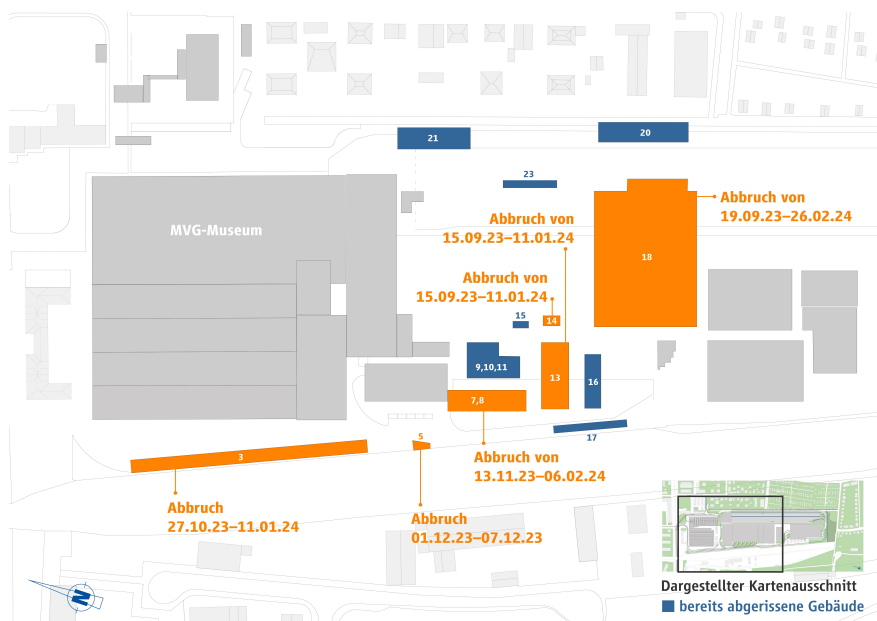 21
20
23
Abbruch von
19.09.23–26.02.24
Abbruch von
15.09.23–11.01.24
MVG-Museum
18
Abbruch von
15.09.23–11.01.24
15
14
9,10,11
13
16
7,8
5
17
3
Abbruch von
13.11.23–06.02.24
Abbruch
27.10.23–11.01.24
Abbruch
01.12.23–07.12.23
N
Dargestellter Kartenausschnitt
bereits abgerissene Gebäude